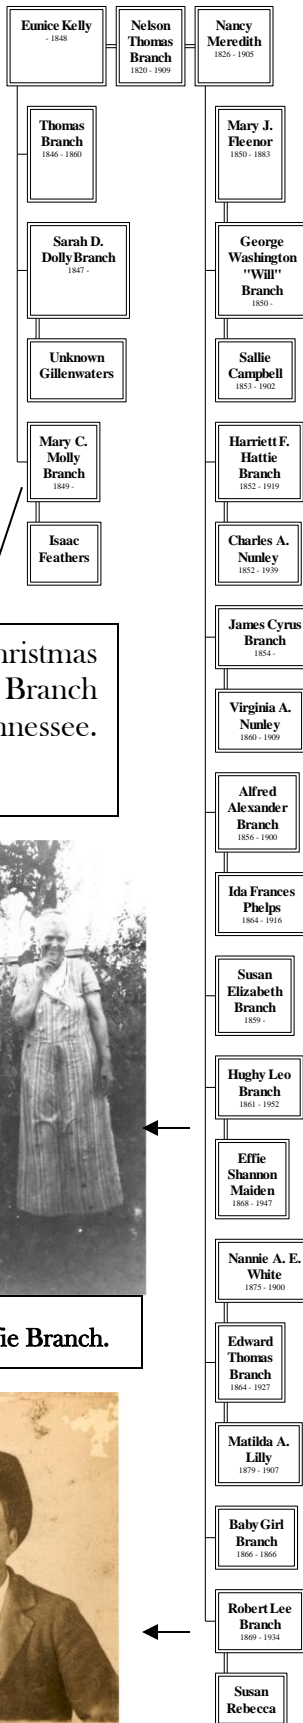 Eunice Kelly
- 1848
Nelson
Thomas
Branch
1820 - 1909
Nancy
Meredith
1826 - 1905
Thomas
Branch
1846 - 1860
Sarah D.
Dolly Branch
1847 -
Unknown
Gillenwaters
Mary C.
Molly
Branch
1849 -
Isaac
Feathers
hristmas
Branch
nnessee.
fie Branch.
Mary J.
Fleenor
1850 - 1883
George
Washington
"Will"
Branch
1850 -
Sallie
Campbell
1853 - 1902
Harriett F.
Hattie
Branch
1852 - 1919
Charles A.
Nunley
1852 - 1939
James Cyrus
Branch
1854 -
Virginia A.
Nunley
1860 - 1909
Alfred
Alexander
Branch
1856 - 1900
Ida Frances
Phelps
1864 - 1916
Susan
Elizabeth
Branch
1859 -
Hughy Leo
Branch
1861 - 1952
Effie
Shannon
Maiden
1868 - 1947
Nannie A. E.
White
1875 - 1900
Edward
Thomas
Branch
1864 - 1927
Matilda A.
Lilly
1879 - 1907
Baby Girl
Branch
1866 - 1866
Robert Lee
Branch
1869 - 1934
Susan
Rebecca